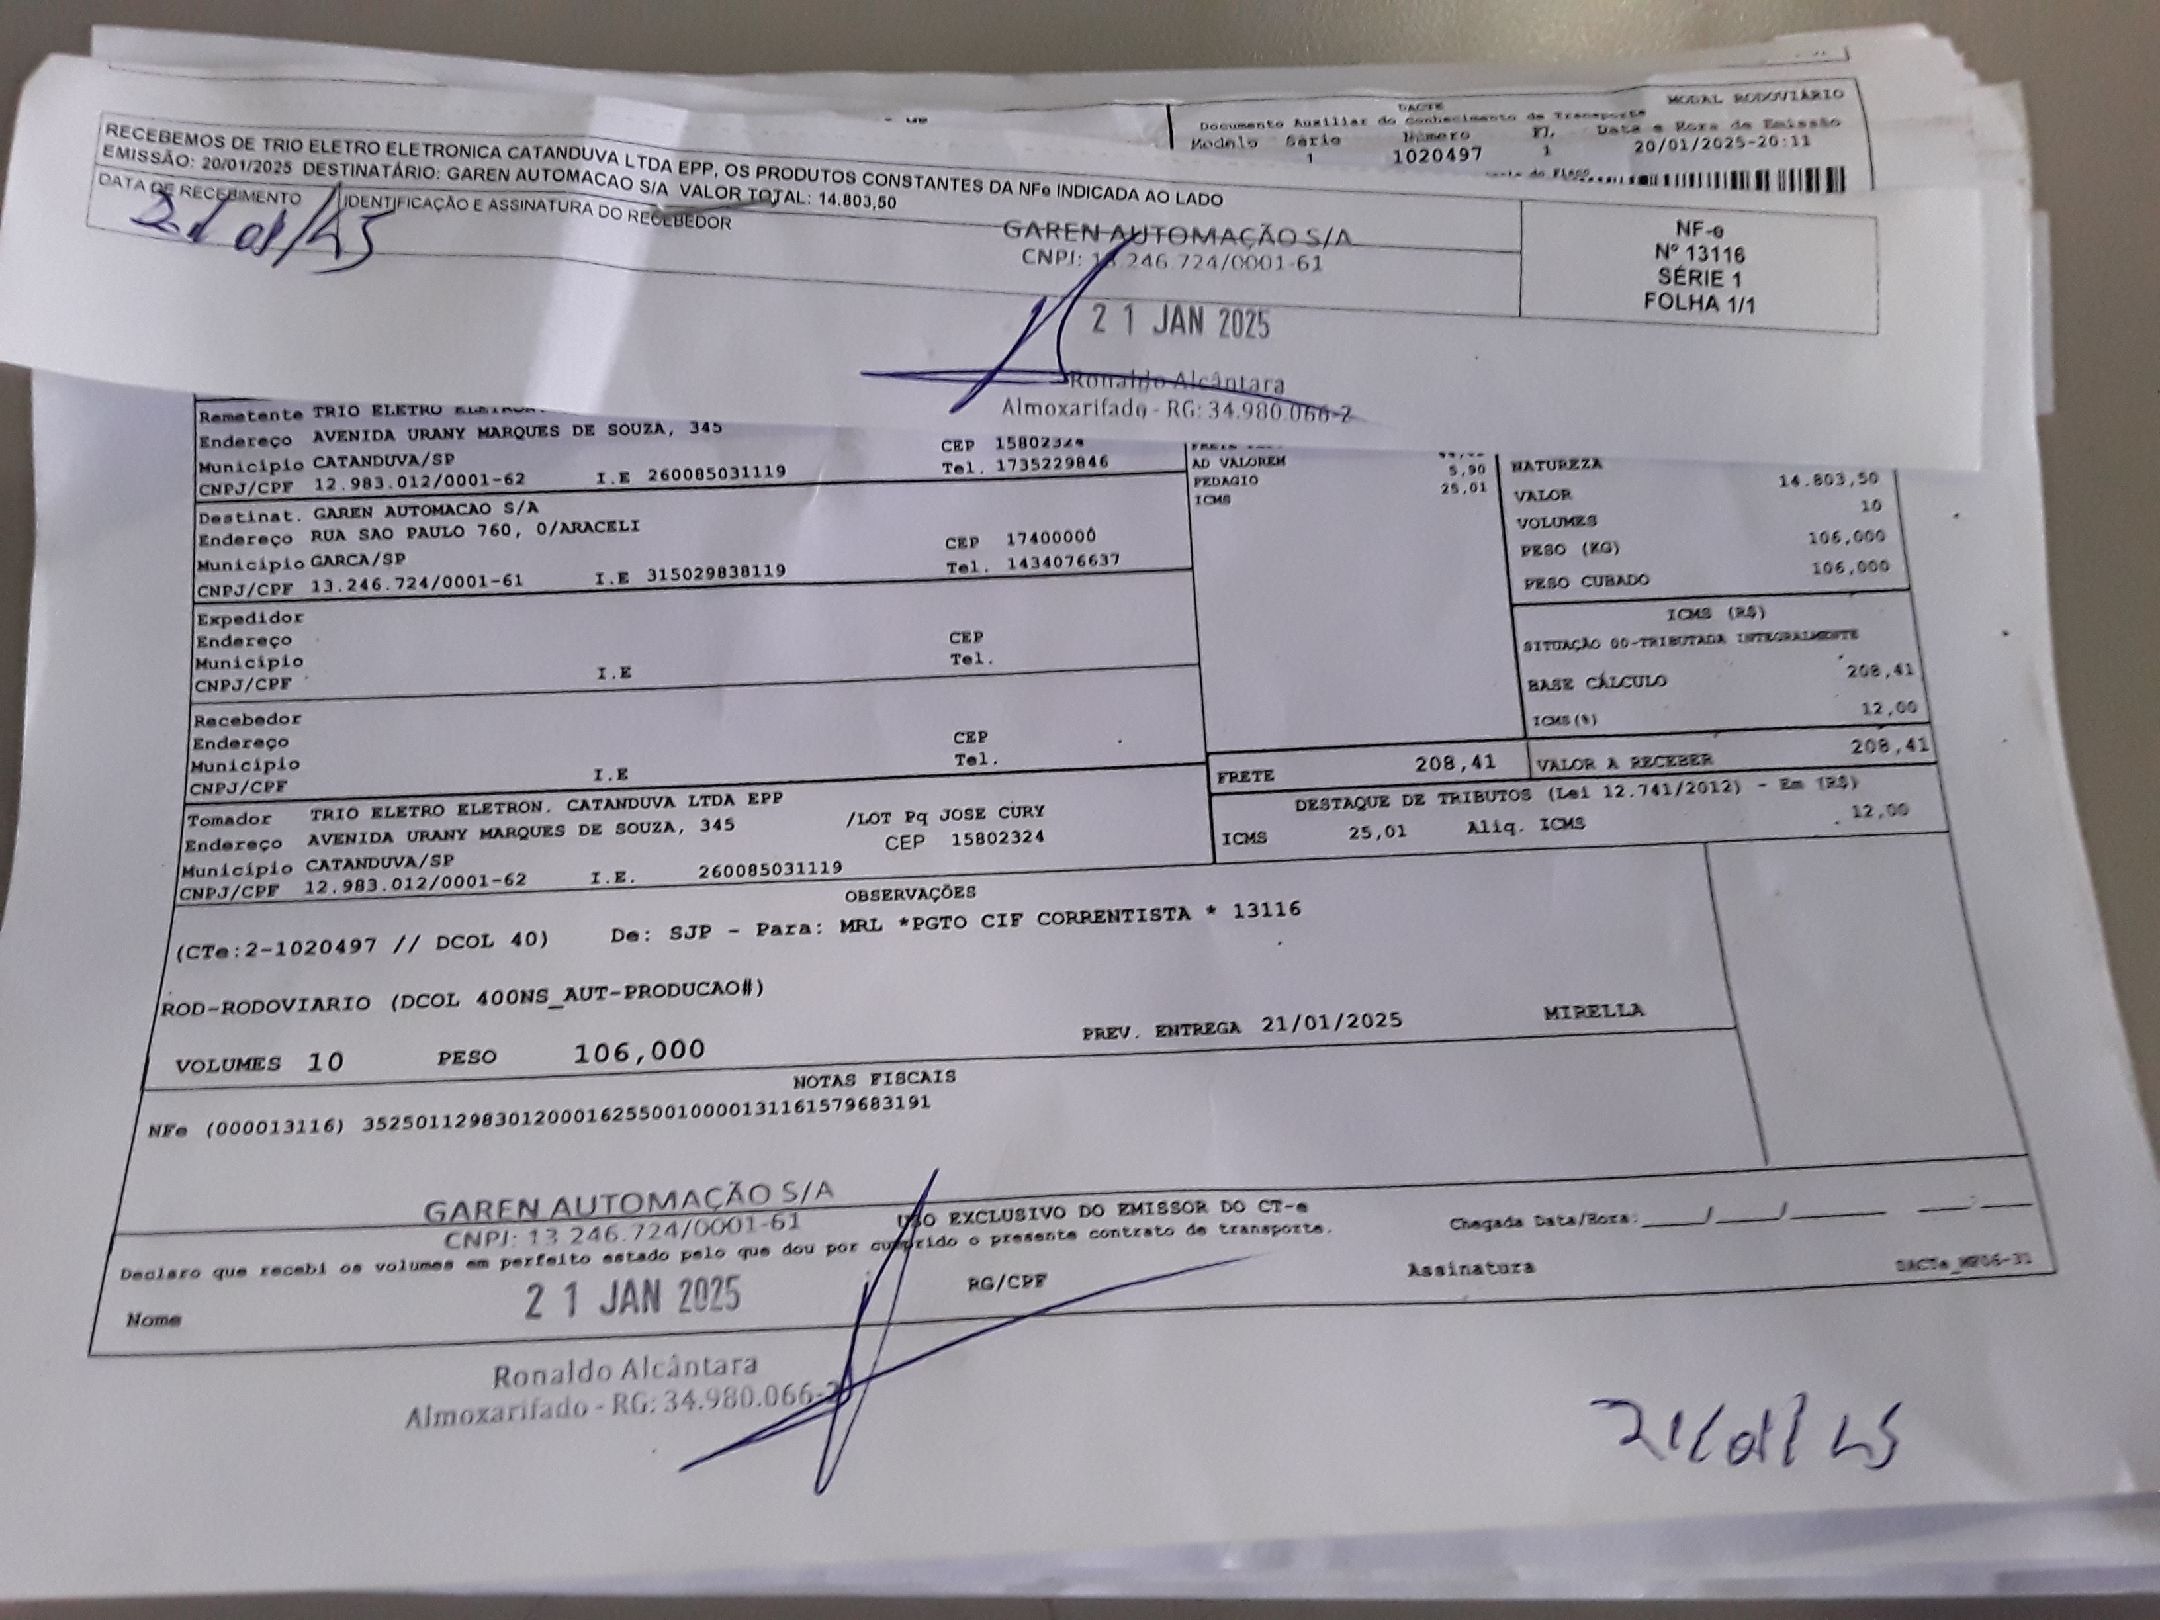 DACTE
MODAL RODOVIÁRIO
Documento Auxiliar do Conhecimento de Transporte
Modelo Série Número Fl. Data e Hora de Emissão
1 1020497 1 20/01/2025-20:11
RECEBEMOS DE TRIO ELETRO ELETRONICA CATANDUVA LTDA EPP, OS PRODUTOS CONSTANTES DA NFe INDICADA AO LADO
EMISSÃO: 20/01/2025 DESTINATÁRIO: GAREN AUTOMACAO S/A VALOR TOTAL: 14.803,50
DATA DE RECEBIMENTO IDENTIFICAÇÃO E ASSINATURA DO RECEBEDOR
21/01/25
GAREN AUTOMAÇÃO S/A
CNPJ: 13.246.724/0001-61
21 JAN 2025
Ronaldo Alcântara
Almoxarifado - RG: 34.980.066-2
NF-e
Nº 13116
SÉRIE 1
FOLHA 1/1
Remetente TRIO ELETRO
Endereço AVENIDA URANY MARQUES DE SOUZA, 345 CEP 15802324
Município CATANDUVA/SP Tel. 1735229846
CNPJ/CPF 12.983.012/0001-62 I.E 260085031119
Destinat. GAREN AUTOMACAO S/A
Endereço RUA SAO PAULO 760, 0/ARACELI CEP 17400000
Município GARCA/SP Tel. 1434076637
CNPJ/CPF 13.246.724/0001-61 I.E 315029838119
Expedidor
Endereço CEP
Município Tel.
CNPJ/CPF I.E
Recebedor
Endereço CEP
Município Tel.
CNPJ/CPF I.E
Tomador TRIO ELETRO ELETRON. CATANDUVA LTDA EPP
Endereço AVENIDA URANY MARQUES DE SOUZA, 345 /LOT Pq JOSE CURY
Município CATANDUVA/SP CEP 15802324
CNPJ/CPF 12.983.012/0001-62 I.E. 260085031119
AD VALOREM
PEDAGIO 5,90
ICMS 25,01
NATUREZA
VALOR 14.803,50
VOLUMES 10
PESO (KG) 106,000
PESO CUBADO 106,000
ICMS (R$)
SITUAÇÃO 00-TRIBUTADA INTEGRALMENTE
BASE CÁLCULO 208,41
ICMS(%) 12,00
FRETE 208,41 VALOR A RECEBER 208,41
DESTAQUE DE TRIBUTOS (Lei 12.741/2012) - Em (R$)
ICMS 25,01 Aliq. ICMS 12,00
OBSERVAÇÕES
(CTe:2-1020497 // DCOL 40) De: SJP - Para: MRL *PGTO CIF CORRENTISTA * 13116
ROD-RODOVIARIO (DCOL 400NS_AUT-PRODUCAO#)
VOLUMES 10 PESO 106,000 PREV. ENTREGA 21/01/2025 MIRELLA
NOTAS FISCAIS
NFe (000013116) 35250112983012000162550010000131161579683191
GAREN AUTOMAÇÃO S/A
CNPJ: 13.246.724/0001-61
USO EXCLUSIVO DO EMISSOR DO CT-e
Declaro que recebi os volumes em perfeito estado pelo que dou por cumprido o presente contrato de transporte.
Chegada Data/Hora: ____/____/______ ___:___
Nome RG/CPF Assinatura
DACTe_MP06-31
21 JAN 2025
Ronaldo Alcântara
Almoxarifado - RG: 34.980.066-2
21/01/25